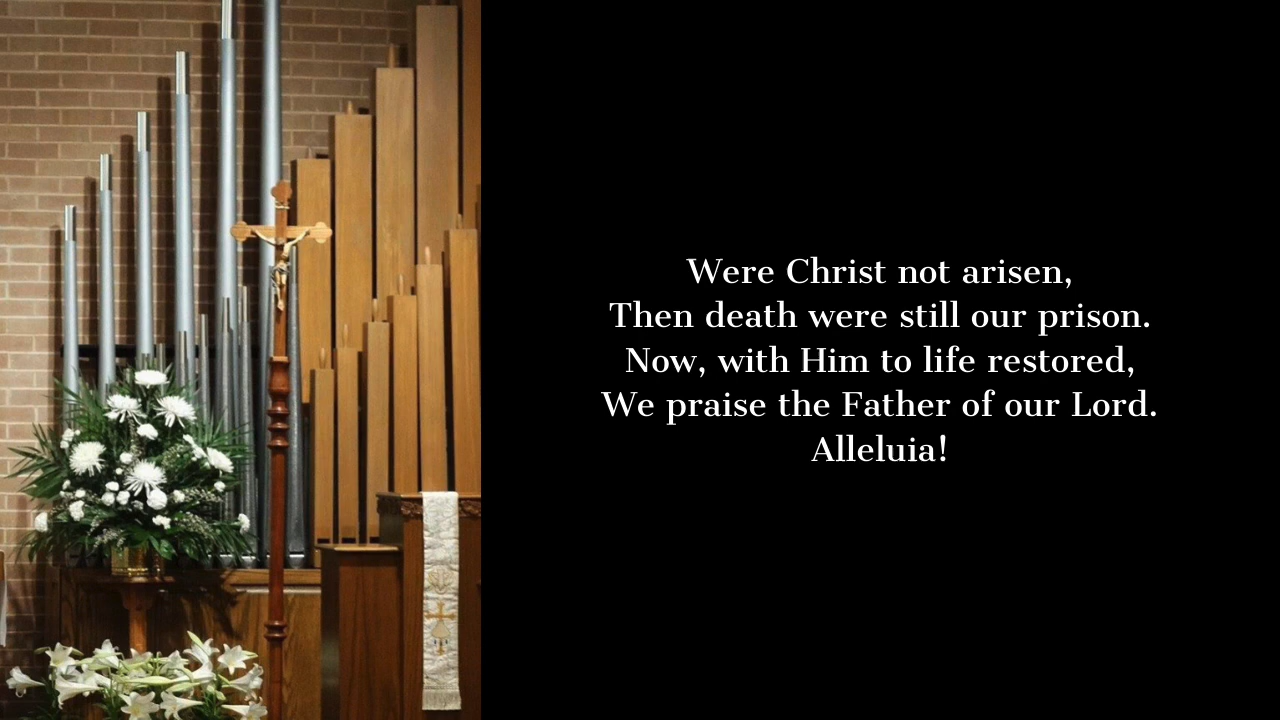 Were Christ not arisen,
Then death were still our prison.
Now, with Him to life restored,
We praise the Father of our Lord.
Alleluia!